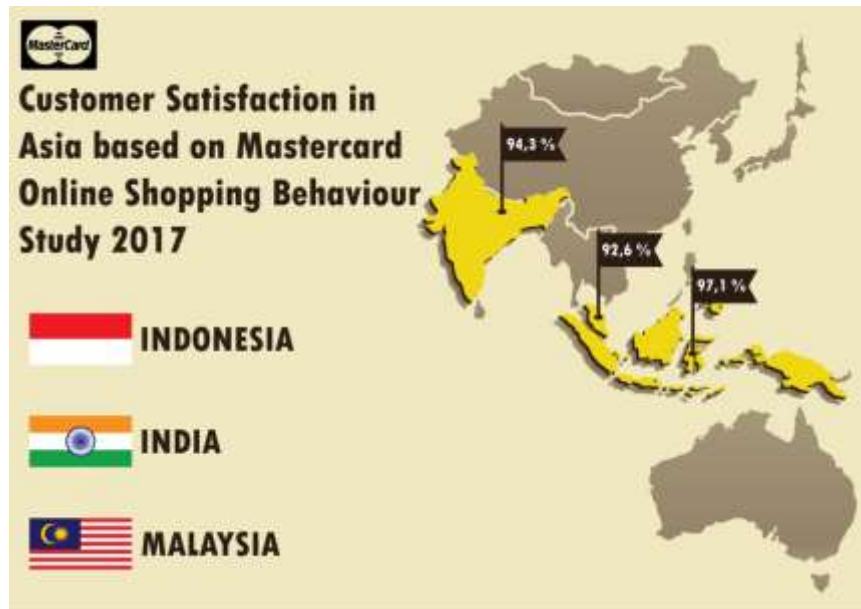 MasterCard
Customer Satisfaction in
Asia based on Mastercard
Online Shopping Behaviour
Study 2017
94,3 %
92,6 %
97,1 %
INDONESIA
INDIA
MALAYSIA